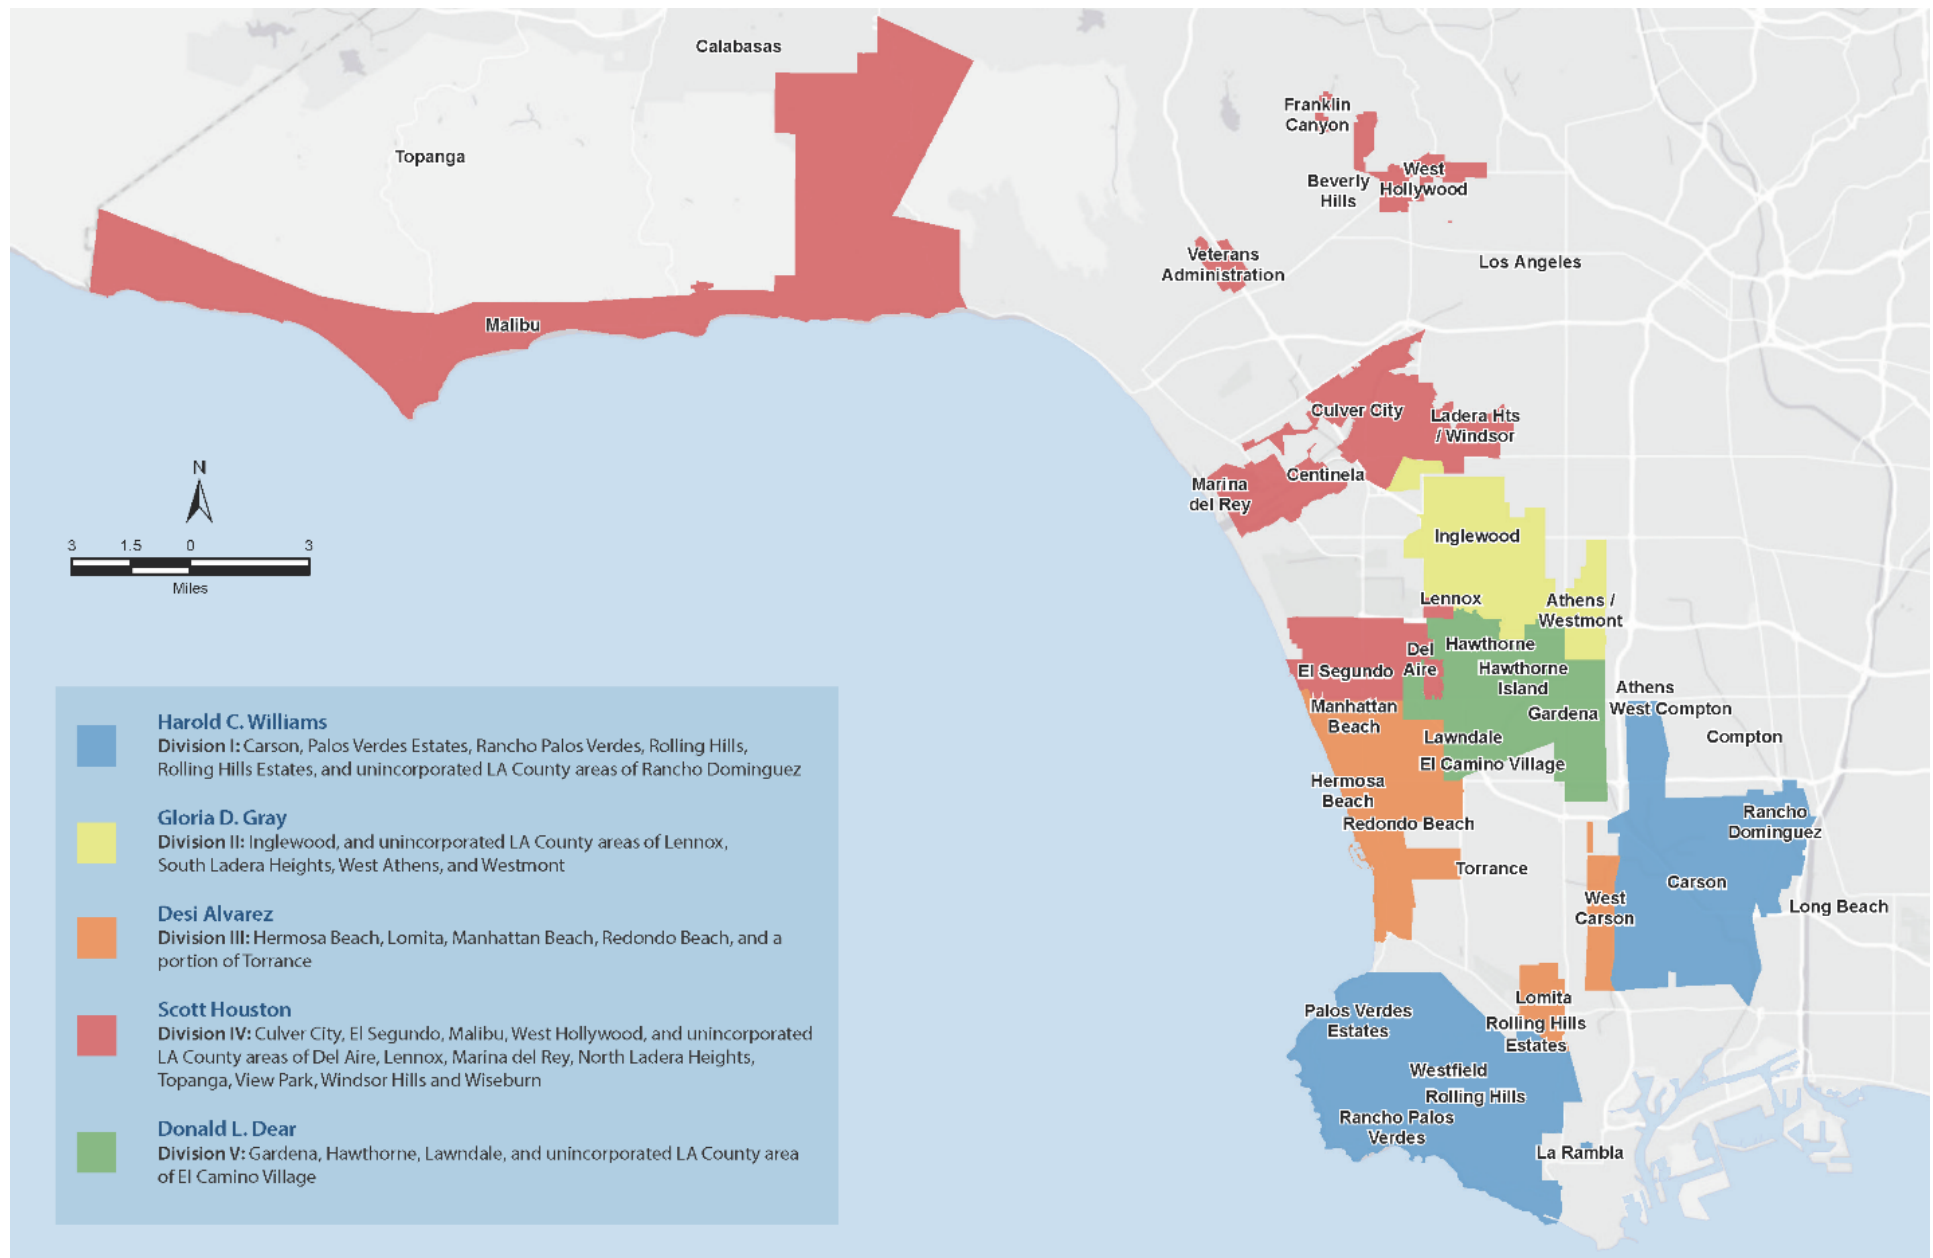 Calabasas
Franklin
Canyon
Topanga
West
Hollywood
Beverly
Hills
Veterans
Administration
Los Angeles
Malibu
Culver City
Ladera Hts
/ Windsor
Centinela
Marina
del Rey
N
3 1.5 0 3
Miles
Inglewood
Lennox
Athens /
Westmont
Del
Aire
Hawthorne
El Segundo
Hawthorne
Island
Athens
Manhattan
Beach
Gardena
West Compton
Lawndale
Compton
El Camino Village
Hermosa
Beach
Rancho
Dominguez
Redondo Beach
Torrance
Carson
West
Carson
Long Beach
Lomita
Palos Verdes
Estates
Rolling Hills
Estates
Westfield
Rolling Hills
Rancho Palos
Verdes
La Rambla
Harold C. Williams
Division I: Carson, Palos Verdes Estates, Rancho Palos Verdes, Rolling Hills,
Rolling Hills Estates, and unincorporated LA County areas of Rancho Dominguez
Gloria D. Gray
Division II: Inglewood, and unincorporated LA County areas of Lennox,
South Ladera Heights, West Athens, and Westmont
Desi Alvarez
Division III: Hermosa Beach, Lomita, Manhattan Beach, Redondo Beach, and a
portion of Torrance
Scott Houston
Division IV: Culver City, El Segundo, Malibu, West Hollywood, and unincorporated
LA County areas of Del Aire, Lennox, Marina del Rey, North Ladera Heights,
Topanga, View Park, Windsor Hills and Wiseburn
Donald L. Dear
Division V: Gardena, Hawthorne, Lawndale, and unincorporated LA County area
of El Camino Village